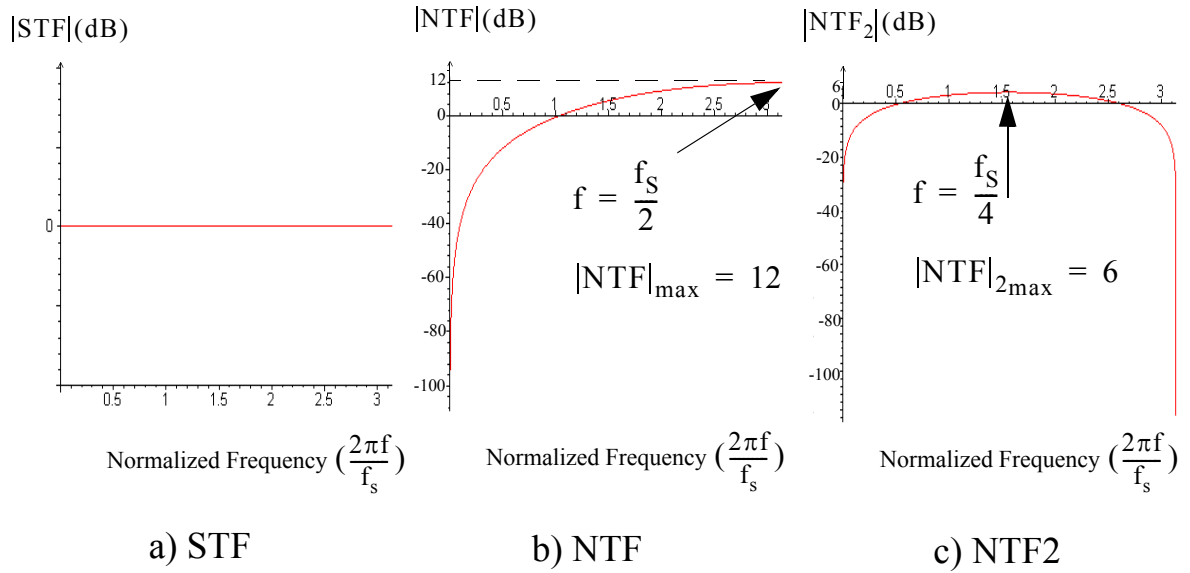 |STF|(dB)
0
0.5 1 1.5 2 2.5 3
Normalized Frequency (2πf/fs)
a) STF
|NTF|(dB)
12
0.5 1 1.5 2 2.5 3
0
-20
-40
-60
-80
-100
f = fS/2
|NTF|max = 12
Normalized Frequency (2πf/fs)
b) NTF
|NTF2|(dB)
6
0.5 1 1.5 2 2.5 3
0
-20
-40
-60
-80
-100
f = fS/4
|NTF|2max = 6
Normalized Frequency (2πf/fs)
c) NTF2